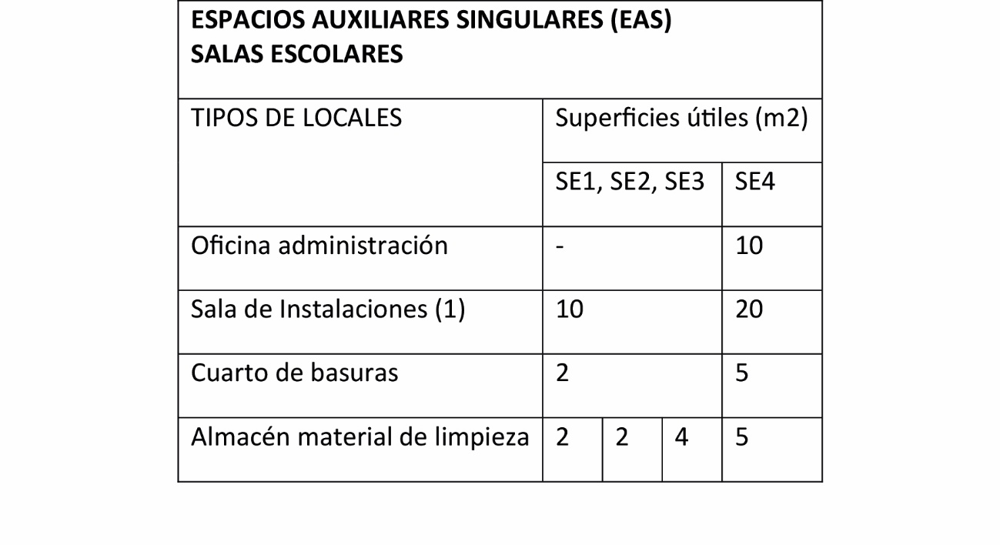 ESPACIOS AUXILIARES SINGULARES (EAS)
SALAS ESCOLARES
TIPOS DE LOCALES Superficies útiles (m2)
SE1, SE2, SE3 SE4
Oficina administración - 10
Sala de Instalaciones (1) 10 20
Cuarto de basuras 2 5
Almacén material de limpieza 2 2 4 5